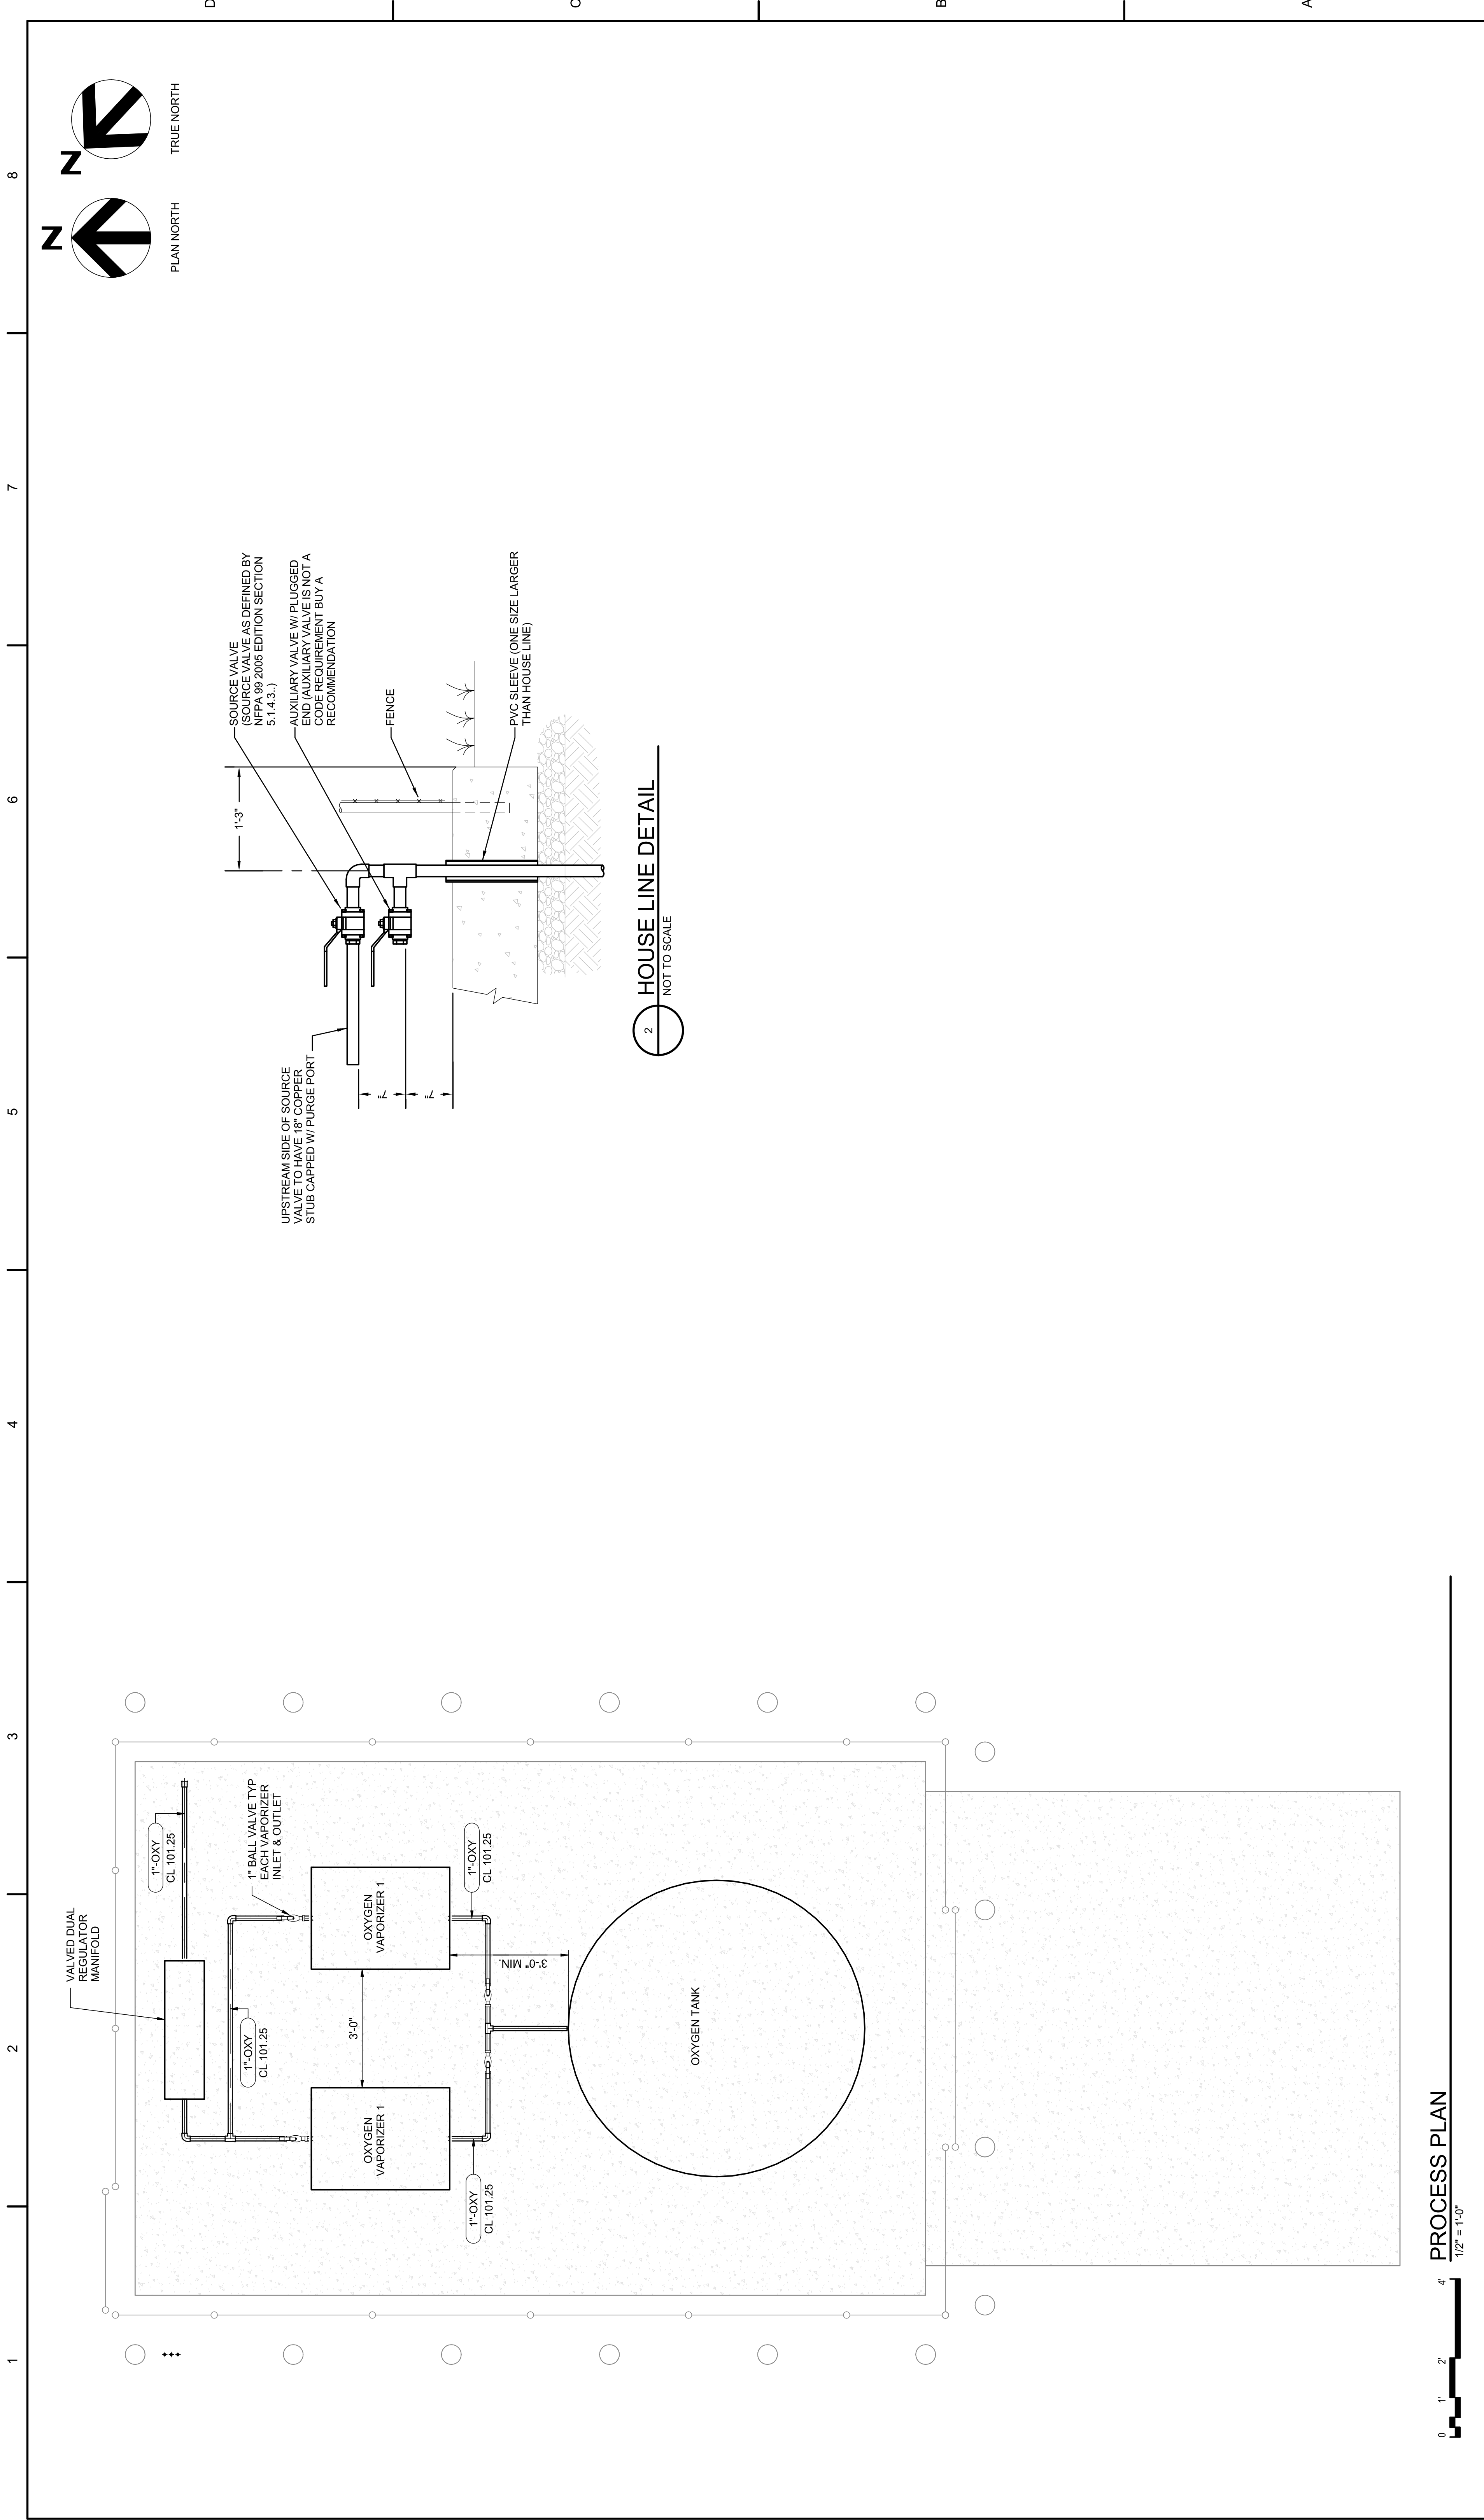 1
2
3
4
5
6
7
8
D
C
B
A
N
PLAN NORTH
N
TRUE NORTH
VALVED DUAL
REGULATOR
MANIFOLD
1"-OXY
CL 101.25
1"-OXY
CL 101.25
1" BALL VALVE TYP
EACH VAPORIZER
INLET & OUTLET
OXYGEN
VAPORIZER 1
3'-0"
OXYGEN
VAPORIZER 1
1"-OXY
CL 101.25
3'-0" MIN.
1"-OXY
CL 101.25
OXYGEN TANK
0 1' 2' 4'
PROCESS PLAN
1/2" = 1'-0"
UPSTREAM SIDE OF SOURCE
VALVE TO HAVE 18" COPPER
STUB CAPPED W/ PURGE PORT
7"
7"
1'-3"
SOURCE VALVE
(SOURCE VALVE AS DEFINED BY
NFPA 99 2005 EDITION SECTION
5.1.4.3..)
AUXILIARY VALVE W/ PLUGGED
END (AUXILIARY VALVE IS NOT A
CODE REQUIREMENT BUY A
RECOMMENDATION
FENCE
PVC SLEEVE (ONE SIZE LARGER
THAN HOUSE LINE)
2
HOUSE LINE DETAIL
NOT TO SCALE